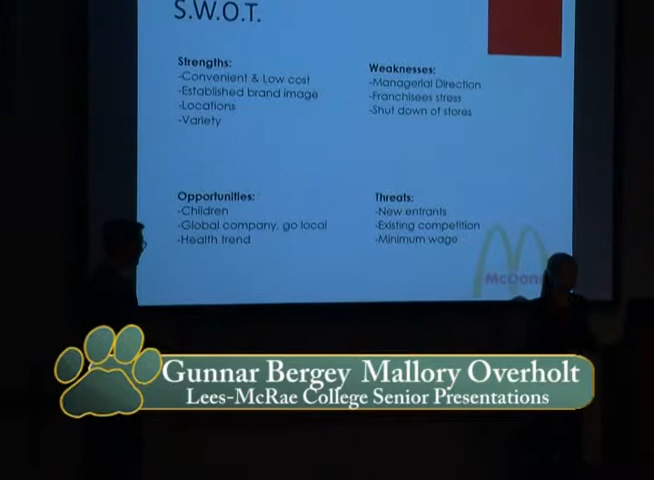 S.W.O.T.
Strengths:
-Convenient & Low cost
-Established brand image
-Locations
-Variety
Weaknesses:
-Managerial Direction
-Franchisees stress
-Shut down of stores
Opportunities:
-Children
-Global company, go local
-Health trend
Threats:
-New entrants
-Existing competition
-Minimum wage
Gunnar Bergey Mallory Overholt
Lees-McRae College Senior Presentations